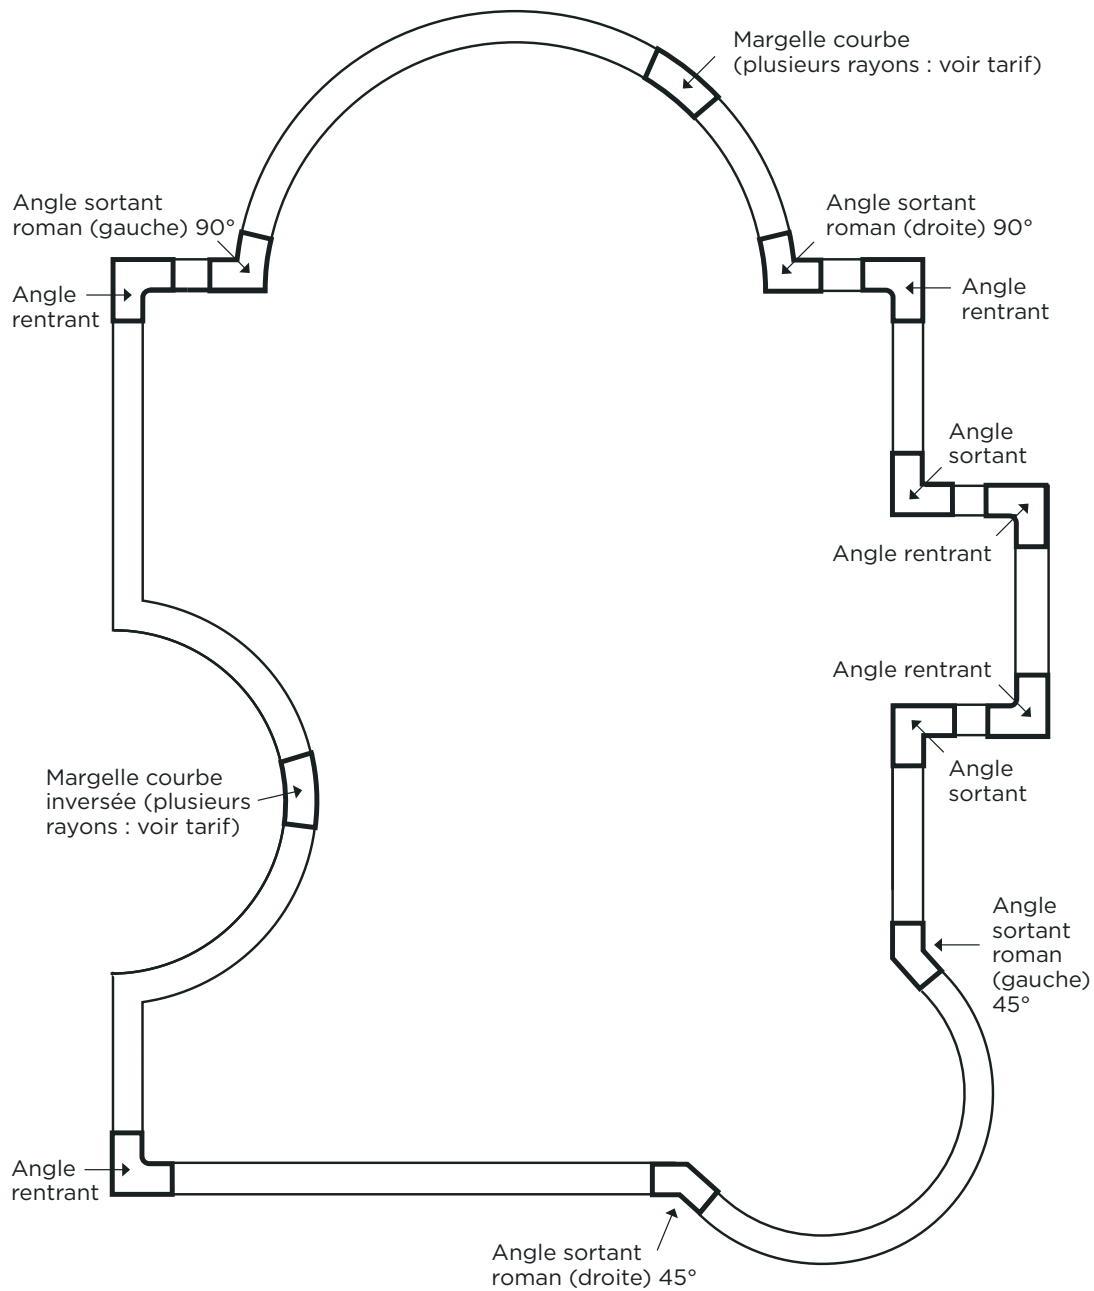 Margelle courbe
(plusieurs rayons : voir tarif)
Angle sortant
roman (gauche) 90°
Angle sortant
roman (droite) 90°
Angle
rentrant
Angle
rentrant
Angle
sortant
Angle rentrant
Angle rentrant
Angle
sortant
Margelle courbe
inversée (plusieurs
rayons : voir tarif)
Angle
sortant
roman
(gauche)
45°
Angle
rentrant
Angle sortant
roman (droite) 45°